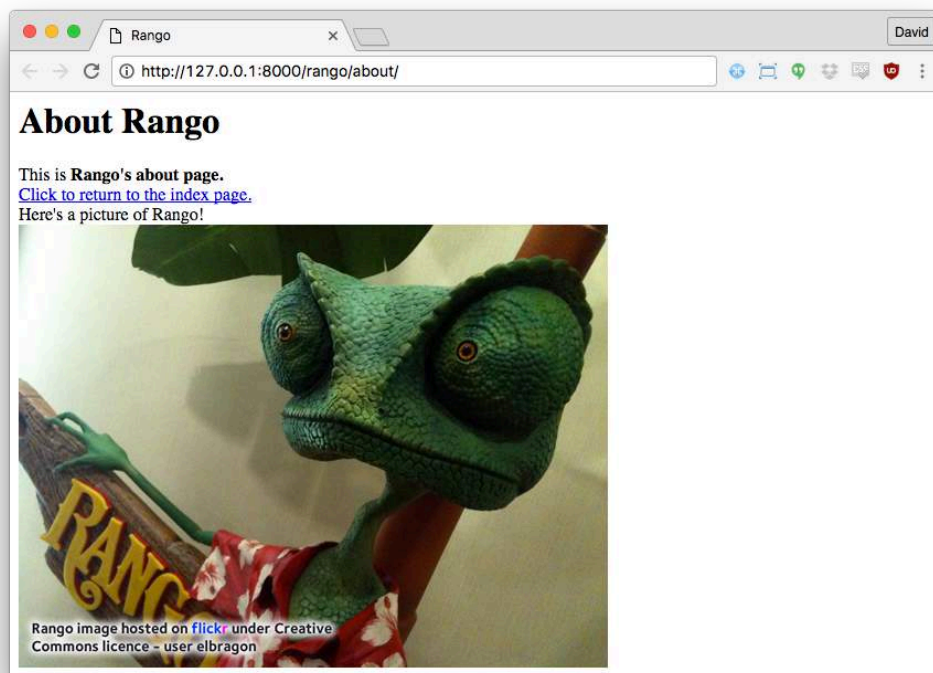 Rango
David
http://127.0.0.1:8000/rango/about/
About Rango
This is Rango's about page.
Click to return to the index page.
Here's a picture of Rango!
RANGO
Rango image hosted on flickr under Creative
Commons licence - user elbragon